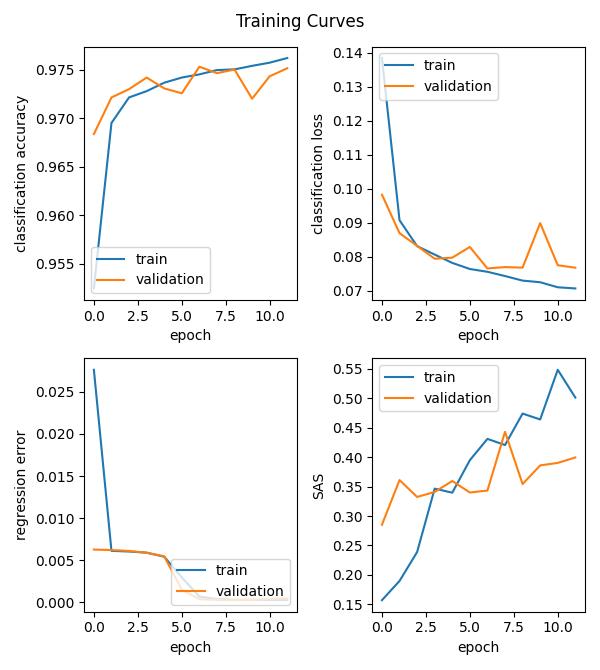 Training Curves
classification accuracy
0.975
0.970
0.965
0.960
0.955
train
validation
0.0 2.5 5.0 7.5 10.0
epoch
classification loss
0.14
0.13
0.12
0.11
0.10
0.09
0.08
0.07
train
validation
0.0 2.5 5.0 7.5 10.0
epoch
regression error
0.025
0.020
0.015
0.010
0.005
0.000
train
validation
0.0 2.5 5.0 7.5 10.0
epoch
SAS
0.55
0.50
0.45
0.40
0.35
0.30
0.25
0.20
0.15
train
validation
0.0 2.5 5.0 7.5 10.0
epoch